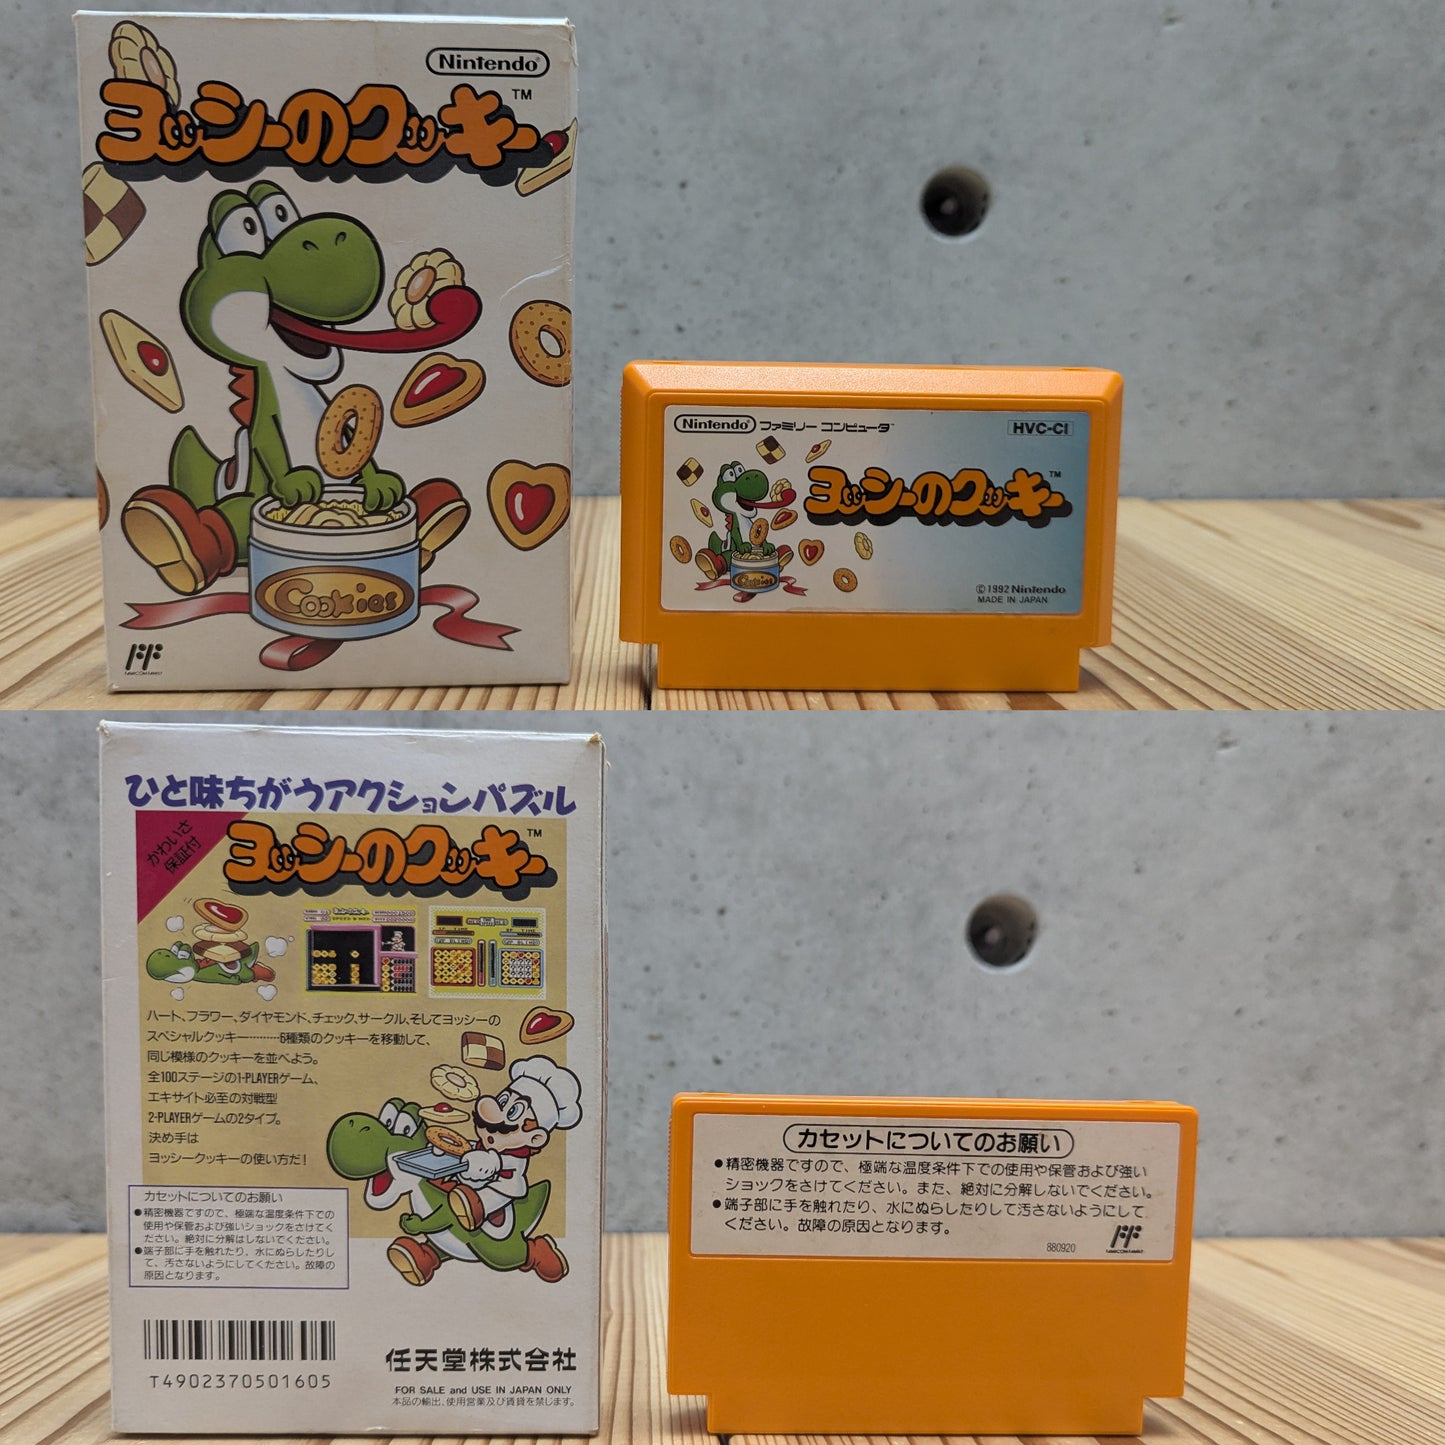 Nintendo
ヨッシーのクッキー
TM
Cookies
FF
FAMICOM FAMILY
Nintendo ファミリー コンピュータ
HVC-CI
ヨッシーのクッキー
TM
Cookies
©1992 Nintendo
MADE IN JAPAN
ひと味ちがうアクションパズル
かわいさ
保証付
ヨッシーのクッキー
TM
ハート、フラワー、ダイヤモンド、チェック、サークル、そしてヨッシーの
スペシャルクッキー………6種類のクッキーを移動して、
同じ模様のクッキーを並べよう。
全100ステージの1-PLAYERゲーム、
エキサイト必至の対戦型
2-PLAYERゲームの2タイプ。
決め手は
ヨッシークッキーの使い方だ!
カセットについてのお願い
●精密機器ですので、極端な温度条件下での
使用や保管および強いショックをさけてく
ださい。絶対に分解はしないでください。
●端子部に手を触れたり、水にぬらしたりし
て、汚さないようにしてください。故障の
原因となります。
T4902370501605
任天堂株式会社
FOR SALE and USE IN JAPAN ONLY
本品の輸出、使用営業及び賃貸を禁じます。
カセットについてのお願い
●精密機器ですので、極端な温度条件下での使用や保管および強い
ショックをさけてください。また、絶対に分解しないでください。
●端子部に手を触れたり、水にぬらしたりして汚さないようにして
ください。故障の原因となります。
880920
FF
FAMICOM FAMILY